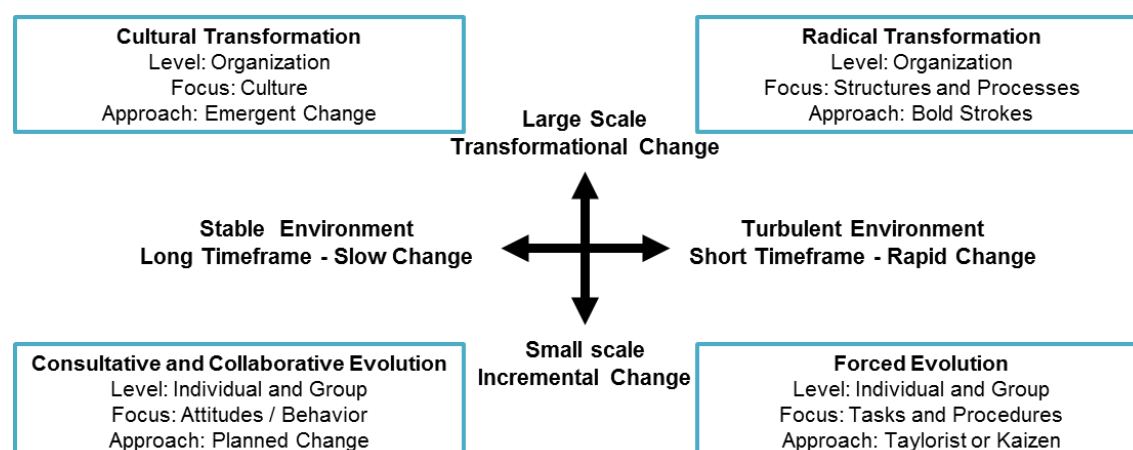 Cultural Transformation
Level: Organization
Focus: Culture
Approach: Emergent Change
Radical Transformation
Level: Organization
Focus: Structures and Processes
Approach: Bold Strokes
Large Scale
Transformational Change
Stable Environment
Long Timeframe - Slow Change
Turbulent Environment
Short Timeframe - Rapid Change
Small scale
Incremental Change
Consultative and Collaborative Evolution
Level: Individual and Group
Focus: Attitudes / Behavior
Approach: Planned Change
Forced Evolution
Level: Individual and Group
Focus: Tasks and Procedures
Approach: Taylorist or Kaizen